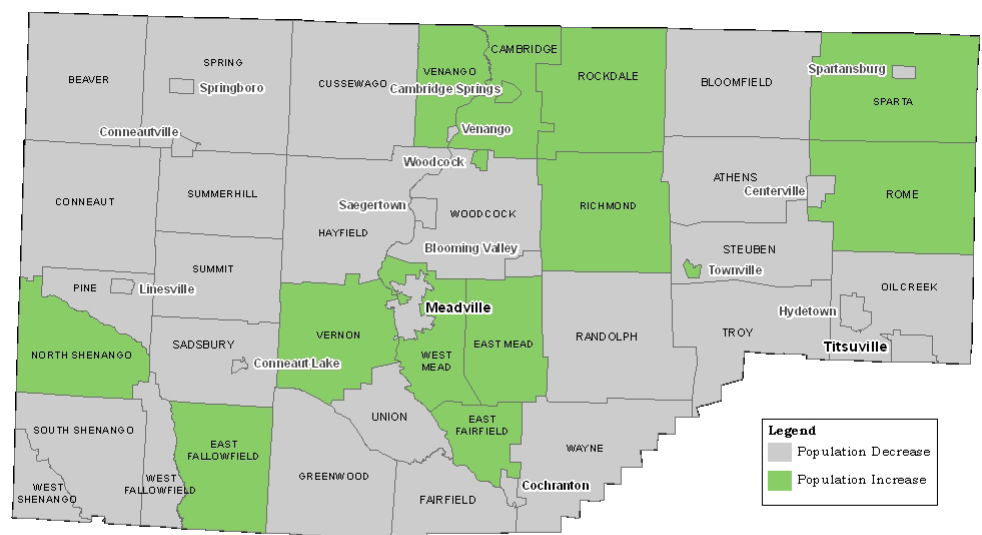 BEAVER
SPRING
Springboro
CUSSEWAGO
VENANGO
CAMBRIDGE
Cambridge Springs
ROCKDALE
BLOOMFIELD
Spartansburg
SPARTA
Conneautville
Venango
Woodcock
CONNEAUT
SUMMERHILL
Saegertown
HAYFIELD
WOODCOCK
Blooming Valley
RICHMOND
ATHENS
Centerville
ROME
STEUBEN
Townville
SUMMIT
PINE
Linesville
Meadville
OILCREEK
Hydetown
Titsuville
NORTH SHENANGO
SADSBURY
Conneaut Lake
VERNON
WEST
MEAD
EAST MEAD
RANDOLPH
TROY
SOUTH SHENANGO
EAST
FALLOWFIELD
UNION
EAST
FAIRFIELD
WAYNE
WEST
SHENANGO
WEST
FALLOWFIELD
GREENWOOD
FAIRFIELD
Cochranton
Legend
Population Decrease
Population Increase